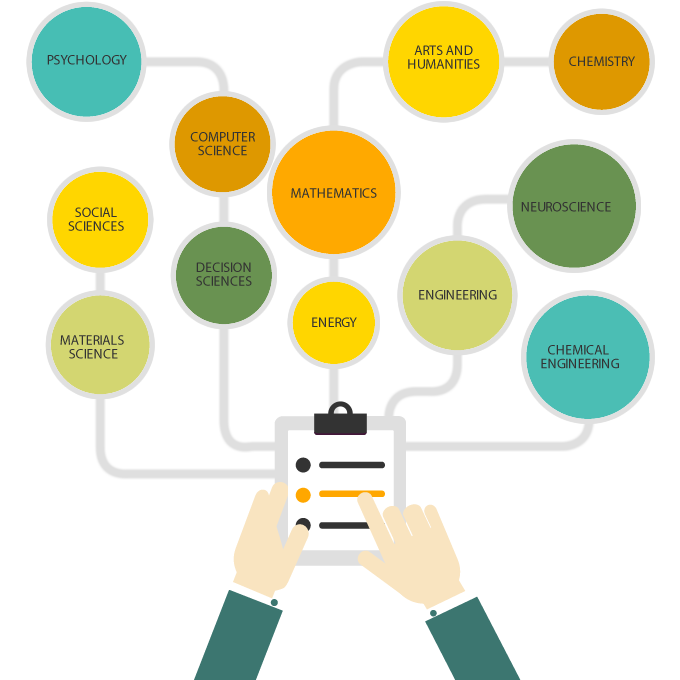 PSYCHOLOGY
ARTS AND
HUMANITIES
CHEMISTRY
COMPUTER
SCIENCE
MATHEMATICS
SOCIAL
SCIENCES
NEUROSCIENCE
DECISION
SCIENCES
ENGINEERING
ENERGY
MATERIALS
SCIENCE
CHEMICAL
ENGINEERING